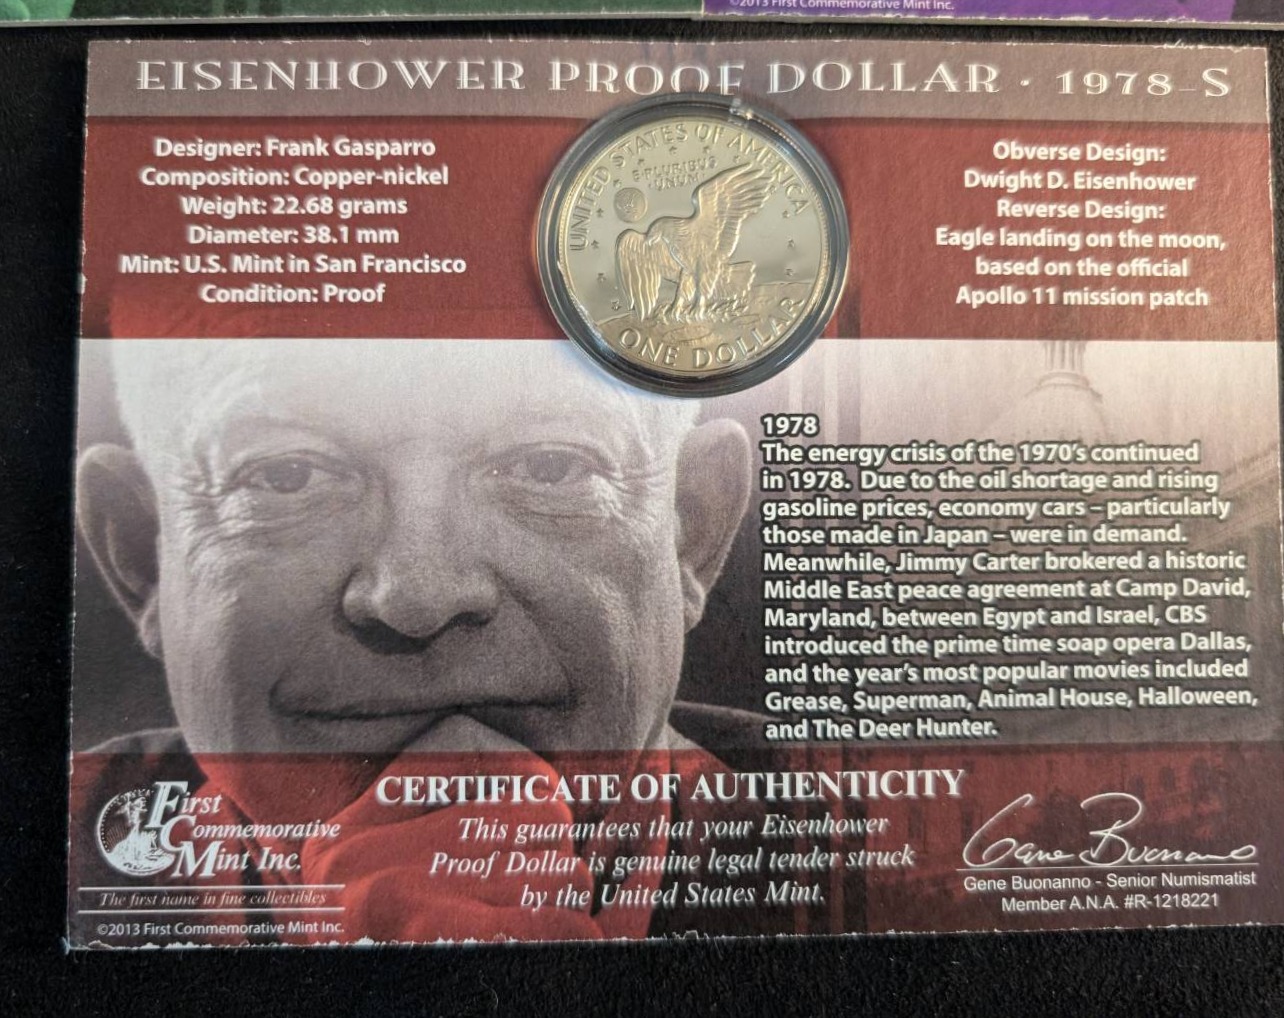 ©2013 First Commemorative Mint Inc.
EISENHOWER PROOF DOLLAR · 1978-S
Designer: Frank Gasparro
Composition: Copper-nickel
Weight: 22.68 grams
Diameter: 38.1 mm
Mint: U.S. Mint in San Francisco
Condition: Proof
UNITED STATES OF AMERICA
E PLURIBUS
UNUM
ONE DOLLAR
Obverse Design:
Dwight D. Eisenhower
Reverse Design:
Eagle landing on the moon,
based on the official
Apollo 11 mission patch
1978
The energy crisis of the 1970's continued
in 1978. Due to the oil shortage and rising
gasoline prices, economy cars – particularly
those made in Japan – were in demand.
Meanwhile, Jimmy Carter brokered a historic
Middle East peace agreement at Camp David,
Maryland, between Egypt and Israel, CBS
introduced the prime time soap opera Dallas,
and the year's most popular movies included
Grease, Superman, Animal House, Halloween,
and The Deer Hunter.
CERTIFICATE OF AUTHENTICITY
This guarantees that your Eisenhower
Proof Dollar is genuine legal tender struck
by the United States Mint.
First
Commemorative
Mint Inc.
The first name in fine collectibles
©2013 First Commemorative Mint Inc.
Gene Buonanno
Gene Buonanno - Senior Numismatist
Member A.N.A. #R-1218221